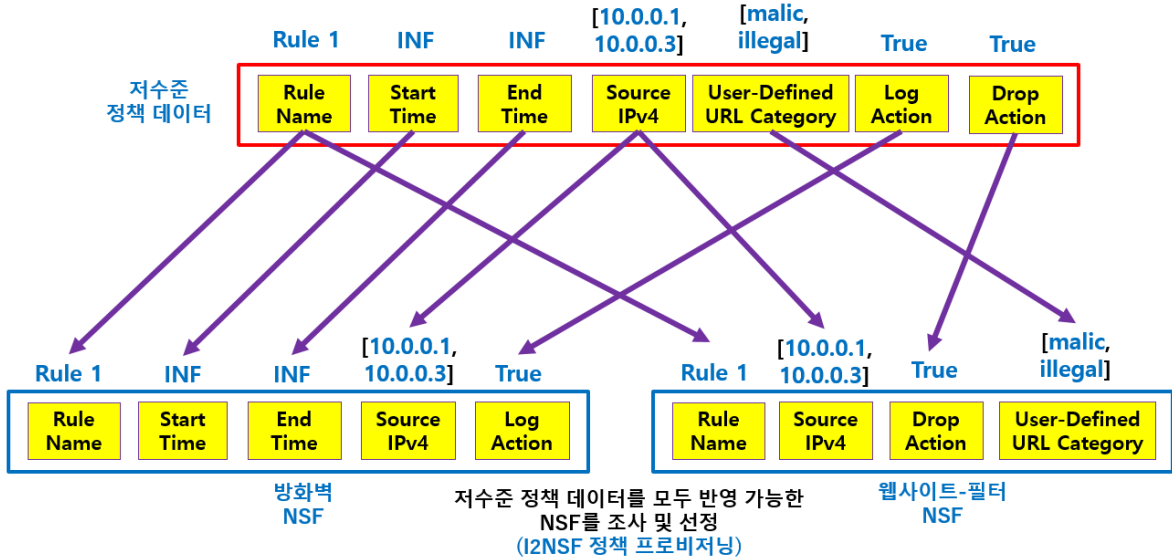 Rule 1
INF
INF
[10.0.0.1,
10.0.0.3]
[malic,
illegal]
True
True
저수준
정책 데이터
Rule
Name
Start
Time
End
Time
Source
IPv4
User-Defined
URL Category
Log
Action
Drop
Action
Rule 1
INF
INF
[10.0.0.1,
10.0.0.3]
True
Rule
Name
Start
Time
End
Time
Source
IPv4
Log
Action
방화벽
NSF
Rule 1
[10.0.0.1,
10.0.0.3]
True
[malic,
illegal]
Rule
Name
Source
IPv4
Drop
Action
User-Defined
URL Category
웹사이트-필터
NSF
저수준 정책 데이터를 모두 반영 가능한
NSF를 조사 및 선정
(I2NSF 정책 프로비저닝)